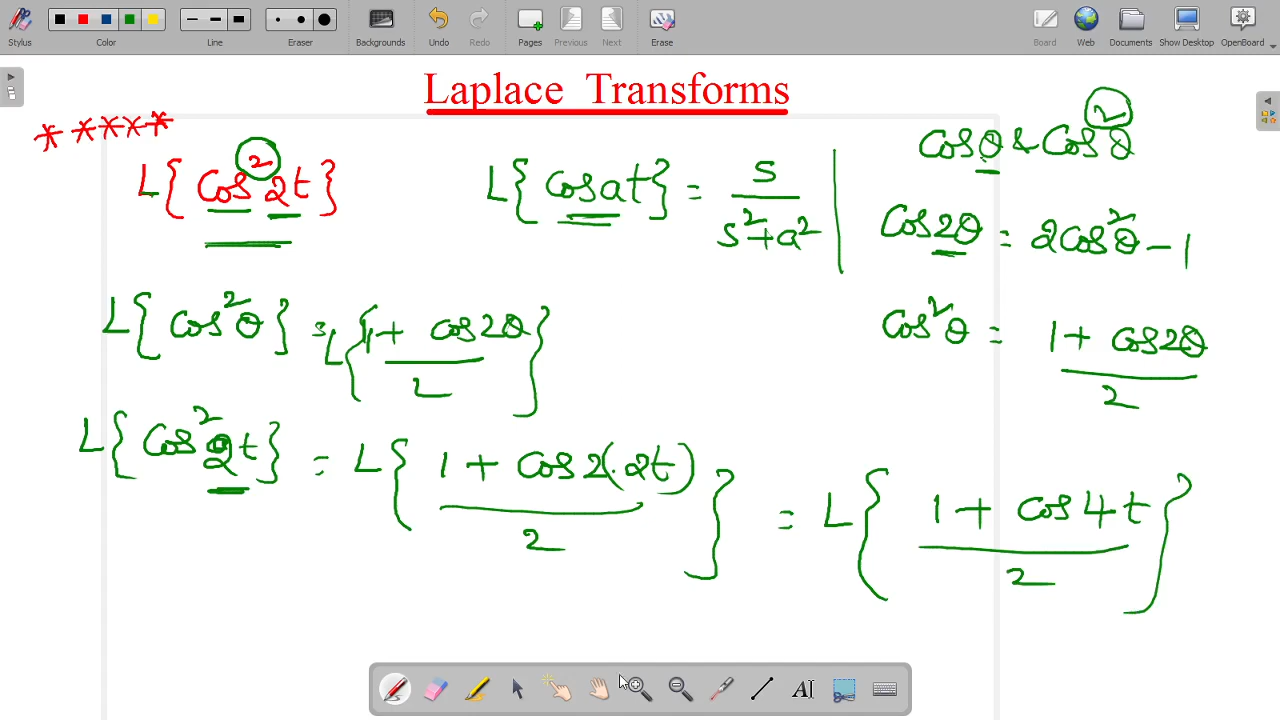 Stylus Color Line Eraser Backgrounds Undo Redo Pages Previous Next Erase Board Web Documents Show Desktop OpenBoard
Laplace Transforms
*****
L{cos²2t}
L{cosat} = s/(s²+a²)
cosθ & cos²θ
cos2θ = 2cos²θ-1
cos²θ = (1+cos2θ)/2
L{cos²θ} = L{(1+cos2θ)/2}
L{cos²2t} = L{(1+cos2(·2t))/2} = L{(1+cos4t)/2}